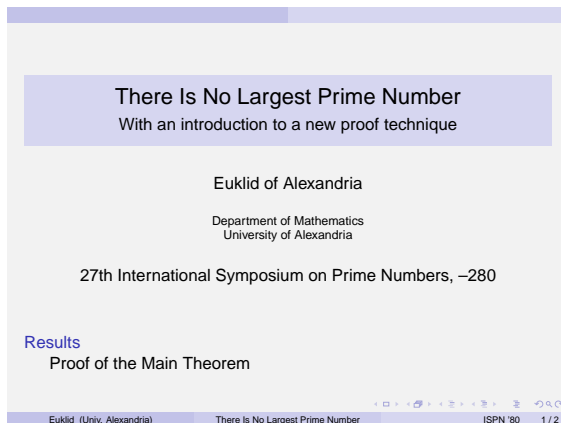 There Is No Largest Prime Number
With an introduction to a new proof technique
Euklid of Alexandria
Department of Mathematics
University of Alexandria
27th International Symposium on Prime Numbers, –280
Results
Proof of the Main Theorem
Euklid (Univ. Alexandria) There Is No Largest Prime Number ISPN '80 1 / 2